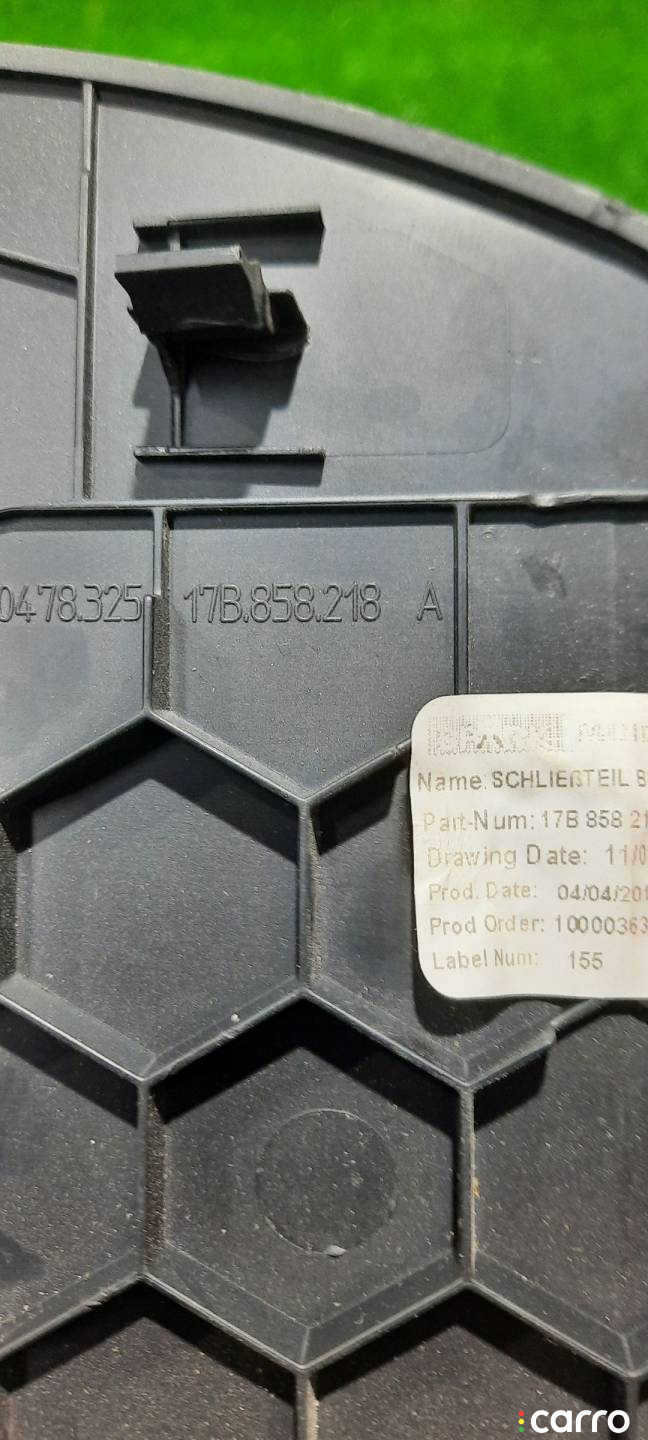 0478.325 17B.858.218 A
Name: SCHLIEßTEIL
Part-Num: 17B 858 21
Drawing Date: 11/0
Prod. Date: 04/04/201
Prod Order: 10000363
Label Num: 155
carro